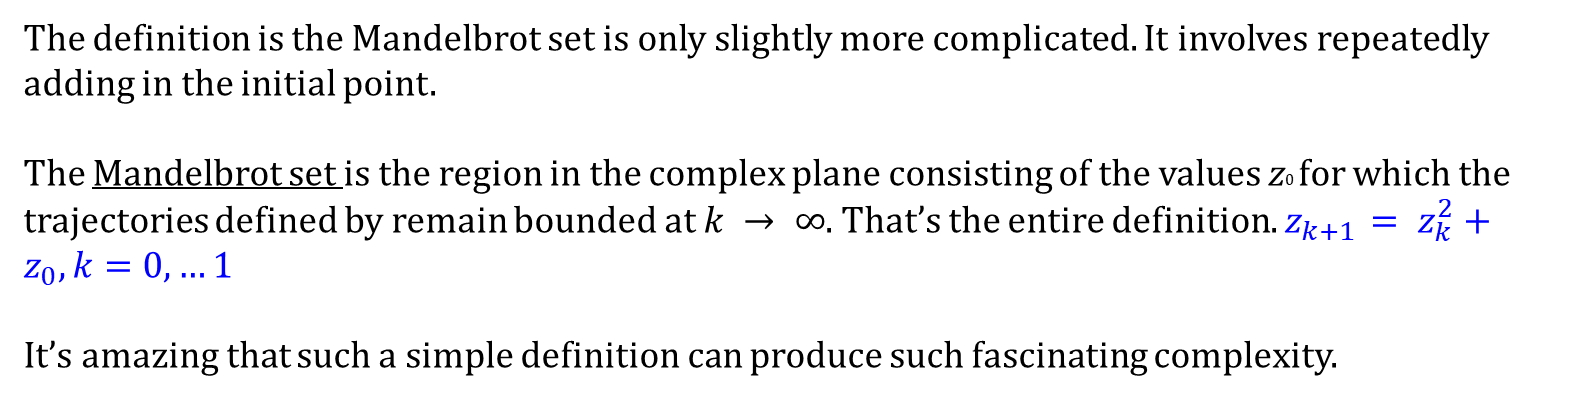 The definition is the Mandelbrot set is only slightly more complicated. It involves repeatedly
adding in the initial point.
The Mandelbrot set is the region in the complex plane consisting of the values z₀ for which the
trajectories defined by remain bounded at k → ∞. That’s the entire definition. zₖ₊₁ = zₖ² +
z₀, k = 0, … 1
It’s amazing that such a simple definition can produce such fascinating complexity.